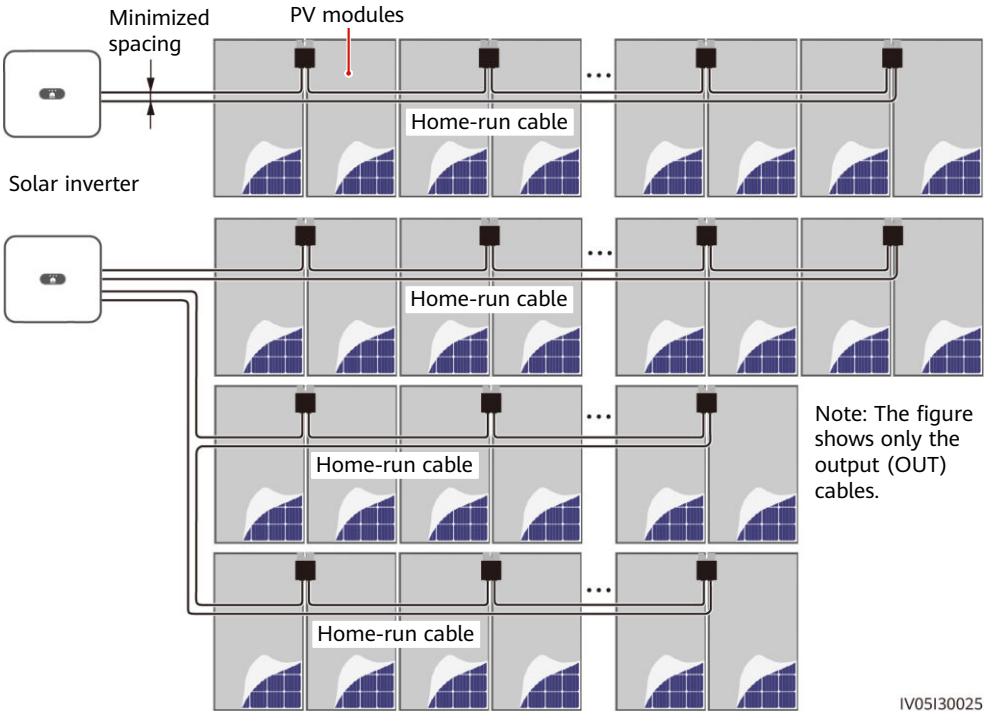 Minimized
spacing
PV modules
Home-run cable
Solar inverter
Home-run cable
Note: The figure
shows only the
output (OUT)
cables.
Home-run cable
Home-run cable
IV05I30025